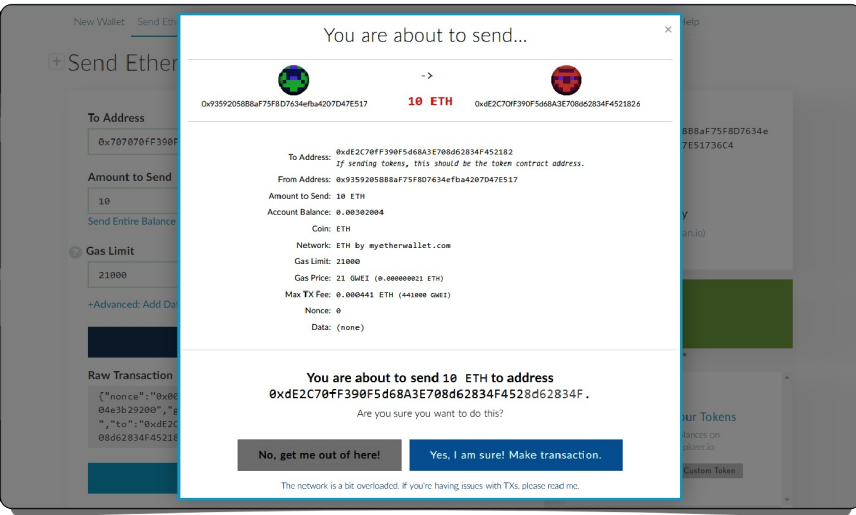 New Wallet Send Eth
Help
You are about to send...
×
+ Send Ether
->
0x93592058B8aF75F8D7634efba4207D47E517 10 ETH 0xdE2C70fF390F5d68A3E708d62834F4521826
To Address
0x707070fF390F
8B8aF75F8D7634e
7E51736C4
To Address: 0xdE2C70fF390F5d68A3E708d62834F452182
If sending tokens, this should be the token contract address.
From Address: 0x93592058B8aF75F8D7634efba4207D47E517
Amount to Send
Amount to Send: 10 ETH
10
Account Balance: 0.00302004
Send Entire Balance
Coin: ETH
Network: ETH by myetherwallet.com
Gas Limit
Gas Limit: 21000
21000
Gas Price: 21 GWEI (0.000000021 ETH)
Max TX Fee: 0.000441 ETH (441000 GWEI)
+Advanced: Add Dat
Nonce: 0
Data: (none)
Raw Transaction
You are about to send 10 ETH to address
{"nonce":"0x00
0xdE2C70fF390F5d68A3E708d62834F4528d62834F.
04e3b29200","g
","to":"0xdE2C
Are you sure you want to do this?
our Tokens
08d62834F45218
No, get me out of here!
Yes, I am sure! Make transaction.
Custom Token
The network is a bit overloaded. If you're having issues with TXs, please read me.